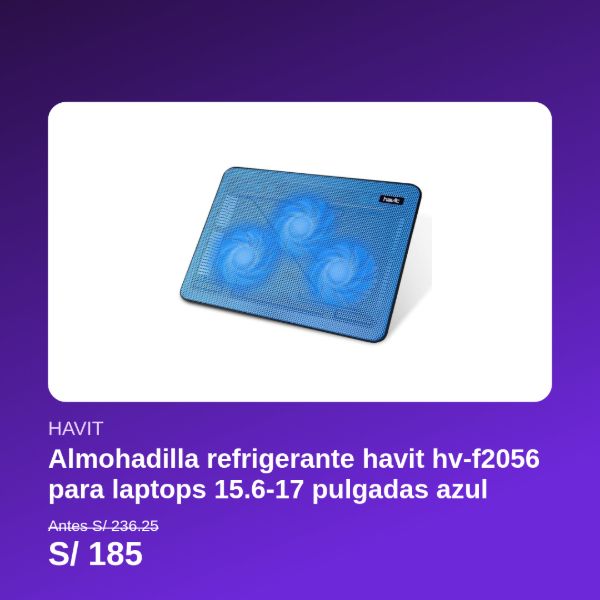 havit
HAVIT
Almohadilla refrigerante havit hv-f2056
para laptops 15.6-17 pulgadas azul
Antes S/ 236.25
S/ 185